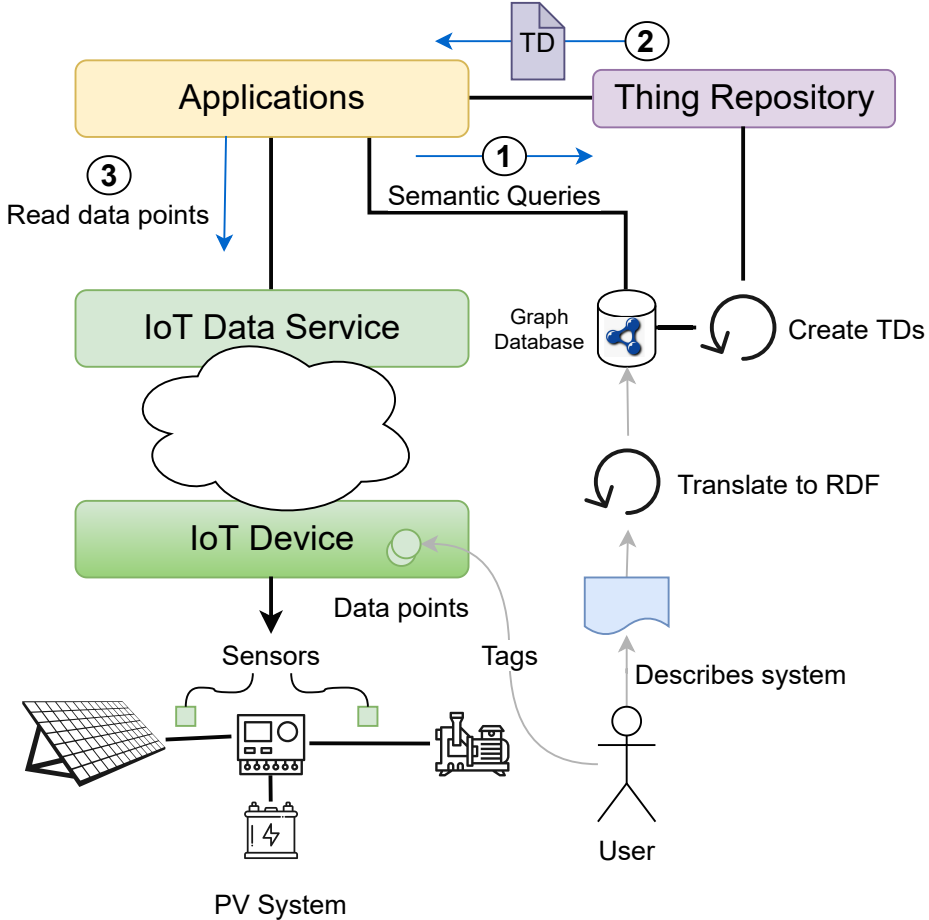 TD
2
Applications
Thing Repository
1
3
Semantic Queries
Read data points
IoT Data Service
Graph
Database
Create TDs
Translate to RDF
IoT Device
Data points
Sensors
Tags
Describes system
User
PV System